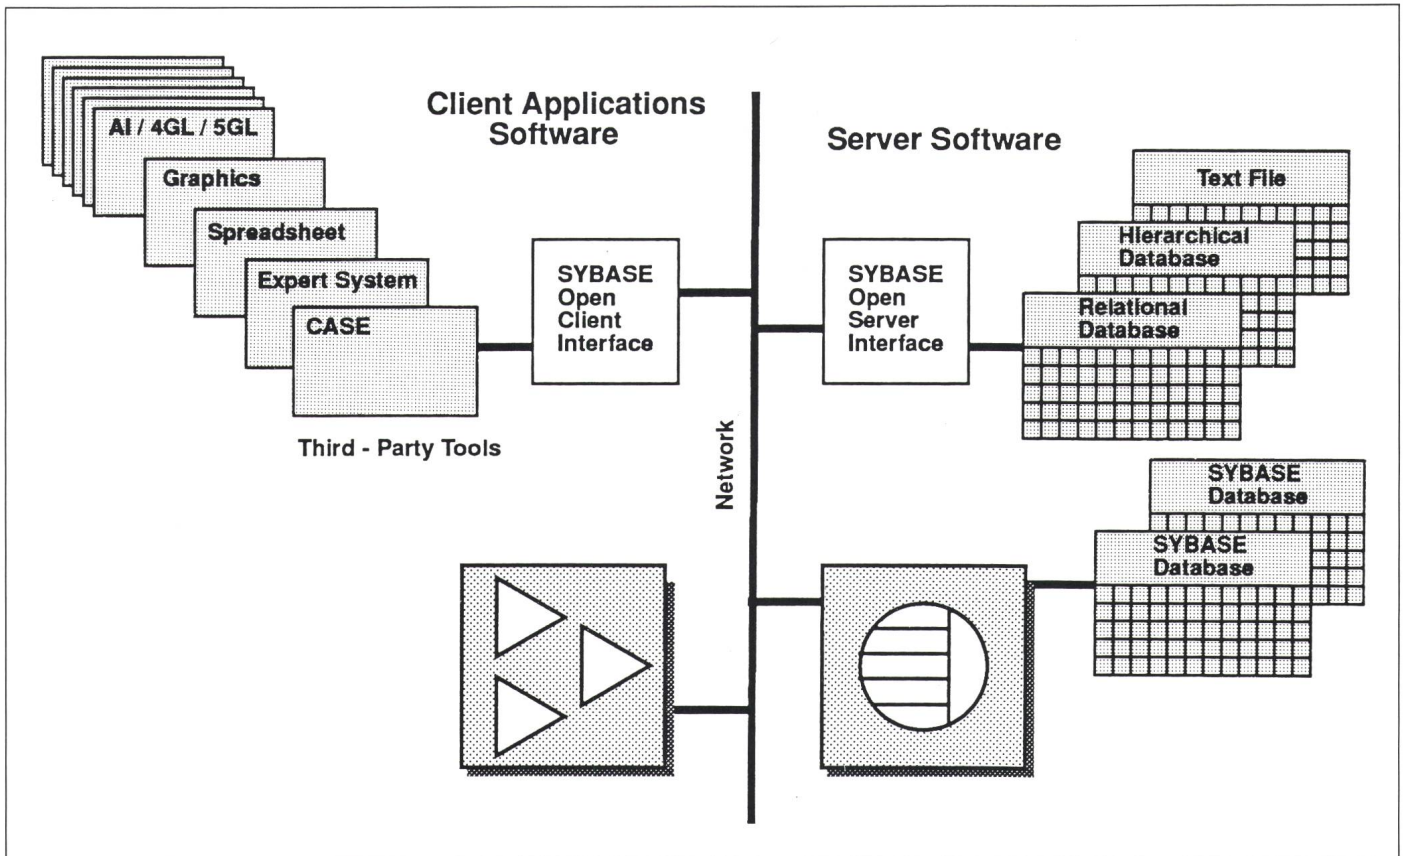 Client Applications
Software
Server Software
AI / 4GL / 5GL
Graphics
Spreadsheet
Expert System
CASE
Third - Party Tools
SYBASE
Open
Client
Interface
Network
SYBASE
Open
Server
Interface
Text File
Hierarchical
Database
Relational
Database
SYBASE
Database
SYBASE
Database